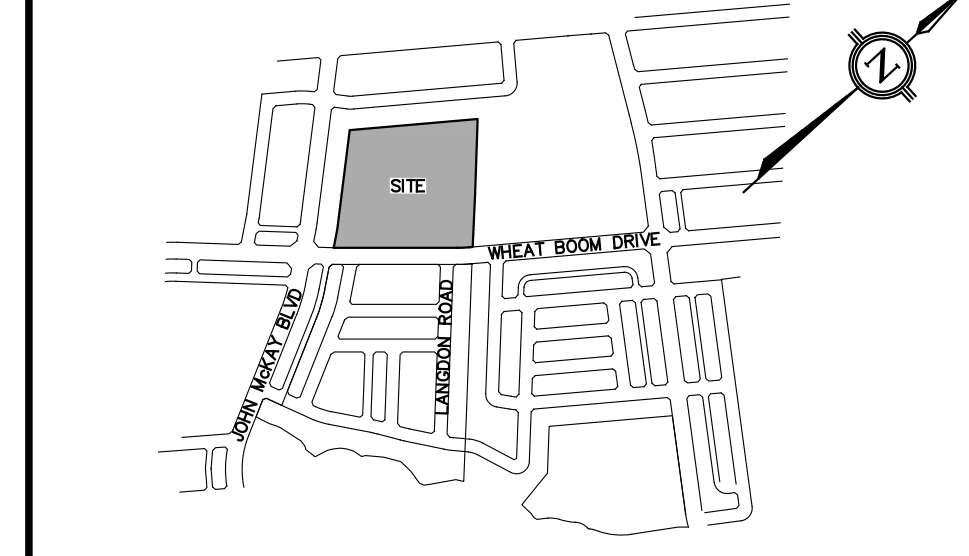 N
SITE
WHEAT BOOM DRIVE
LANGDON ROAD
JOHN McKAY BLVD